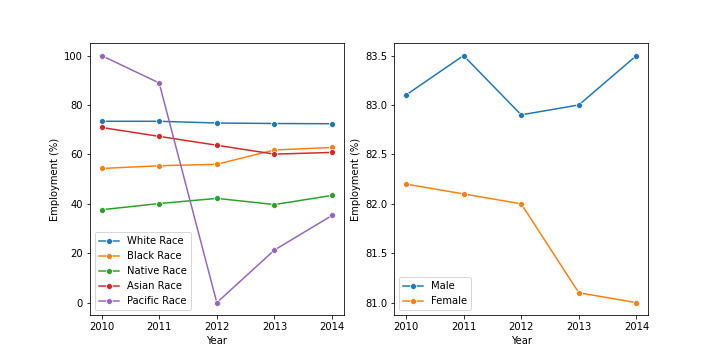 100
80
60
40
20
0
Employment (%)
White Race
Black Race
Native Race
Asian Race
Pacific Race
2010 2011 2012 2013 2014
Year
83.5
83.0
82.5
82.0
81.5
81.0
Employment (%)
Male
Female
2010 2011 2012 2013 2014
Year